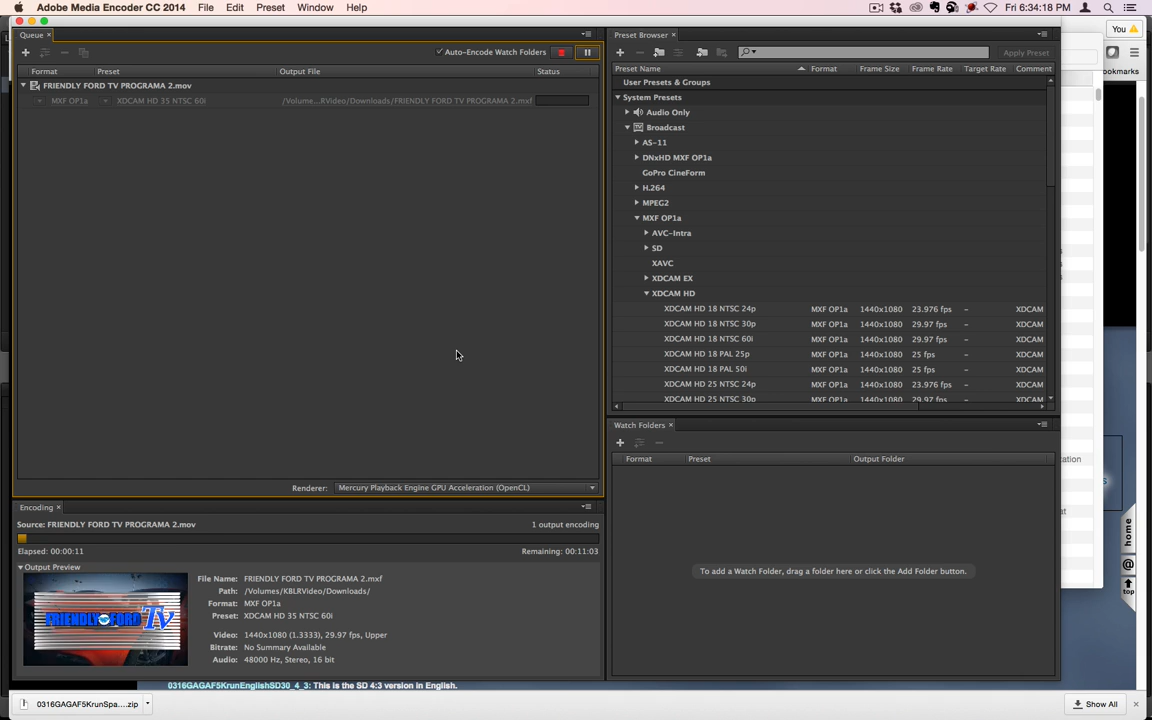 Adobe Media Encoder CC 2014 File Edit Preset Window Help Fri 6:34:18 PM
You
Queue × Preset Browser ×
Auto-Encode Watch Folders Apply Preset
Format Preset Output File Status Preset Name Format Frame Size Frame Rate Target Rate Comment
ookmarks
FRIENDLY FORD TV PROGRAMA 2.mov User Presets & Groups
MXF OP1a XDCAM HD 35 NTSC 60i /Volume...RVideo/Downloads/FRIENDLY FORD TV PROGRAMA 2.mxf System Presets
Audio Only
Broadcast
AS-11
DNxHD MXF OP1a
GoPro CineForm
H.264
MPEG2
MXF OP1a
AVC-Intra
SD
XAVC
XDCAM EX
XDCAM HD
XDCAM HD 18 NTSC 24p MXF OP1a 1440x1080 23.976 fps – XDCAM
XDCAM HD 18 NTSC 30p MXF OP1a 1440x1080 29.97 fps – XDCAM
XDCAM HD 18 NTSC 60i MXF OP1a 1440x1080 29.97 fps – XDCAM
XDCAM HD 18 PAL 25p MXF OP1a 1440x1080 25 fps – XDCAM
XDCAM HD 18 PAL 50i MXF OP1a 1440x1080 25 fps – XDCAM
XDCAM HD 25 NTSC 24p MXF OP1a 1440x1080 23.976 fps – XDCAM
XDCAM HD 25 NTSC 30p MXF OP1a 1440x1080 29.97 fps – XDCAM
Watch Folders ×
Format Preset Output Folder
Renderer: Mercury Playback Engine GPU Acceleration (OpenCL)
Encoding ×
Source: FRIENDLY FORD TV PROGRAMA 2.mov 1 output encoding
Elapsed: 00:00:11 Remaining: 00:11:03
Output Preview
To add a Watch Folder, drag a folder here or click the Add Folder button.
FRIENDLY FORD Tv
File Name: FRIENDLY FORD TV PROGRAMA 2.mxf
Path: /Volumes/KBLRVideo/Downloads/
Format: MXF OP1a
Preset: XDCAM HD 35 NTSC 60i
Video: 1440x1080 (1.3333), 29.97 fps, Upper
Bitrate: No Summary Available
Audio: 48000 Hz, Stereo, 16 bit
home
@
top
0316GAGAF5KrunEnglishSD30_4_3: This is the SD 4:3 version in English.
0316GAGAF5KrunSpa....zip Show All